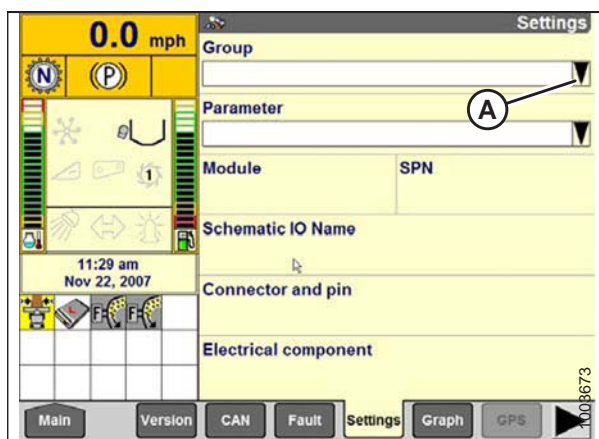 0.0 mph
N
(P)
1
11:29 am
Nov 22, 2007
F
F
Settings
Group
A
Parameter
Module
SPN
Schematic IO Name
Connector and pin
Electrical component
1003673
Main
Version
CAN
Fault
Settings
Graph
GPS